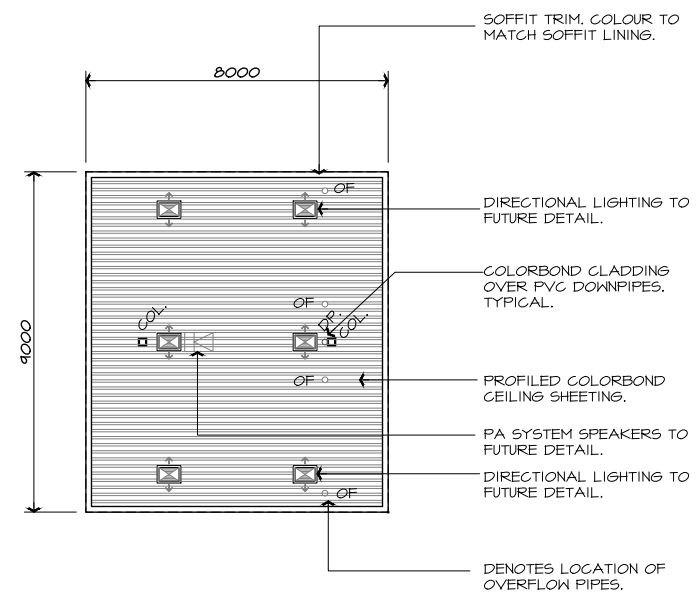 SOFFIT TRIM. COLOUR TO
MATCH SOFFIT LINING.
8000
OF
DIRECTIONAL LIGHTING TO
FUTURE DETAIL.
COLORBOND CLADDING
OVER PVC DOWNPIPES.
TYPICAL.
OF
COL.
DP.
COL.
9000
OF
PROFILED COLORBOND
CEILING SHEETING.
PA SYSTEM SPEAKERS TO
FUTURE DETAIL.
DIRECTIONAL LIGHTING TO
FUTURE DETAIL.
OF
DENOTES LOCATION OF
OVERFLOW PIPES.